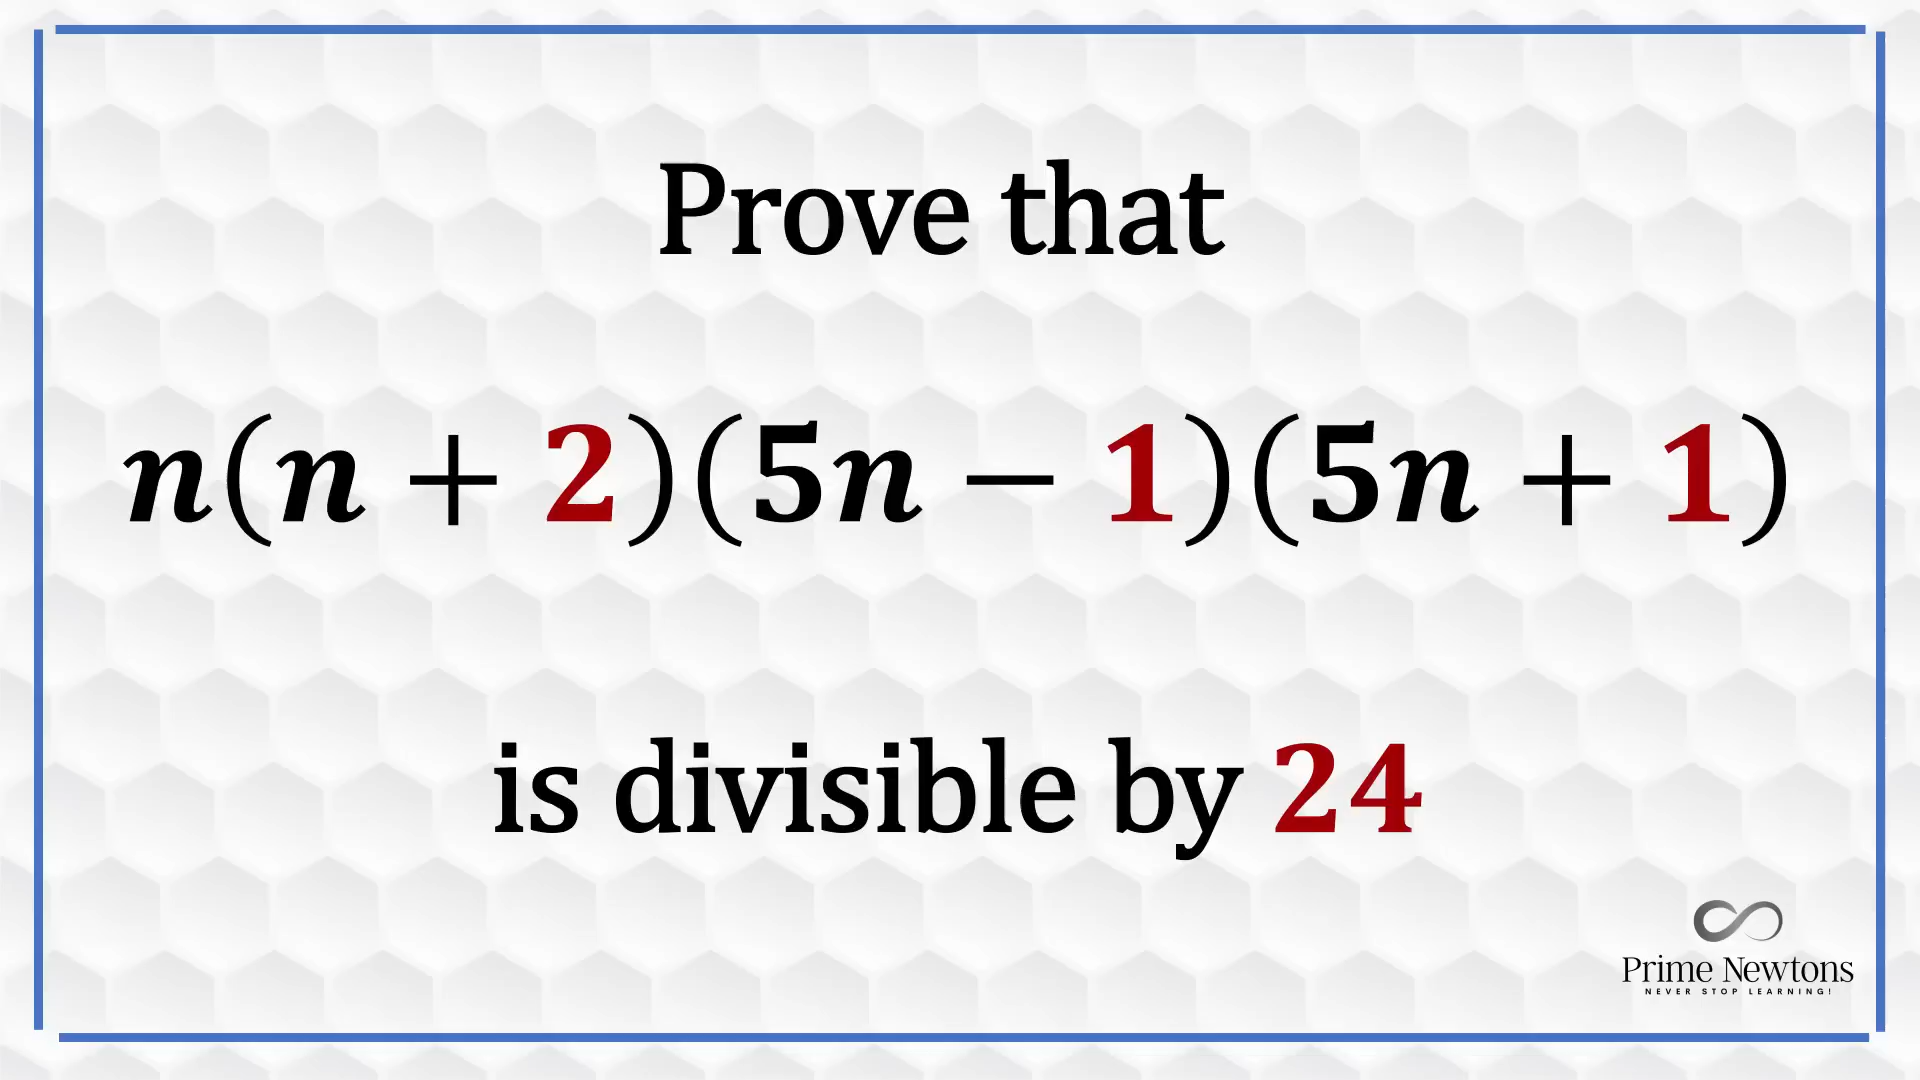 Prove that
n(n + 2)(5n − 1)(5n + 1)
is divisible by 24
Prime Newtons
NEVER STOP LEARNING!